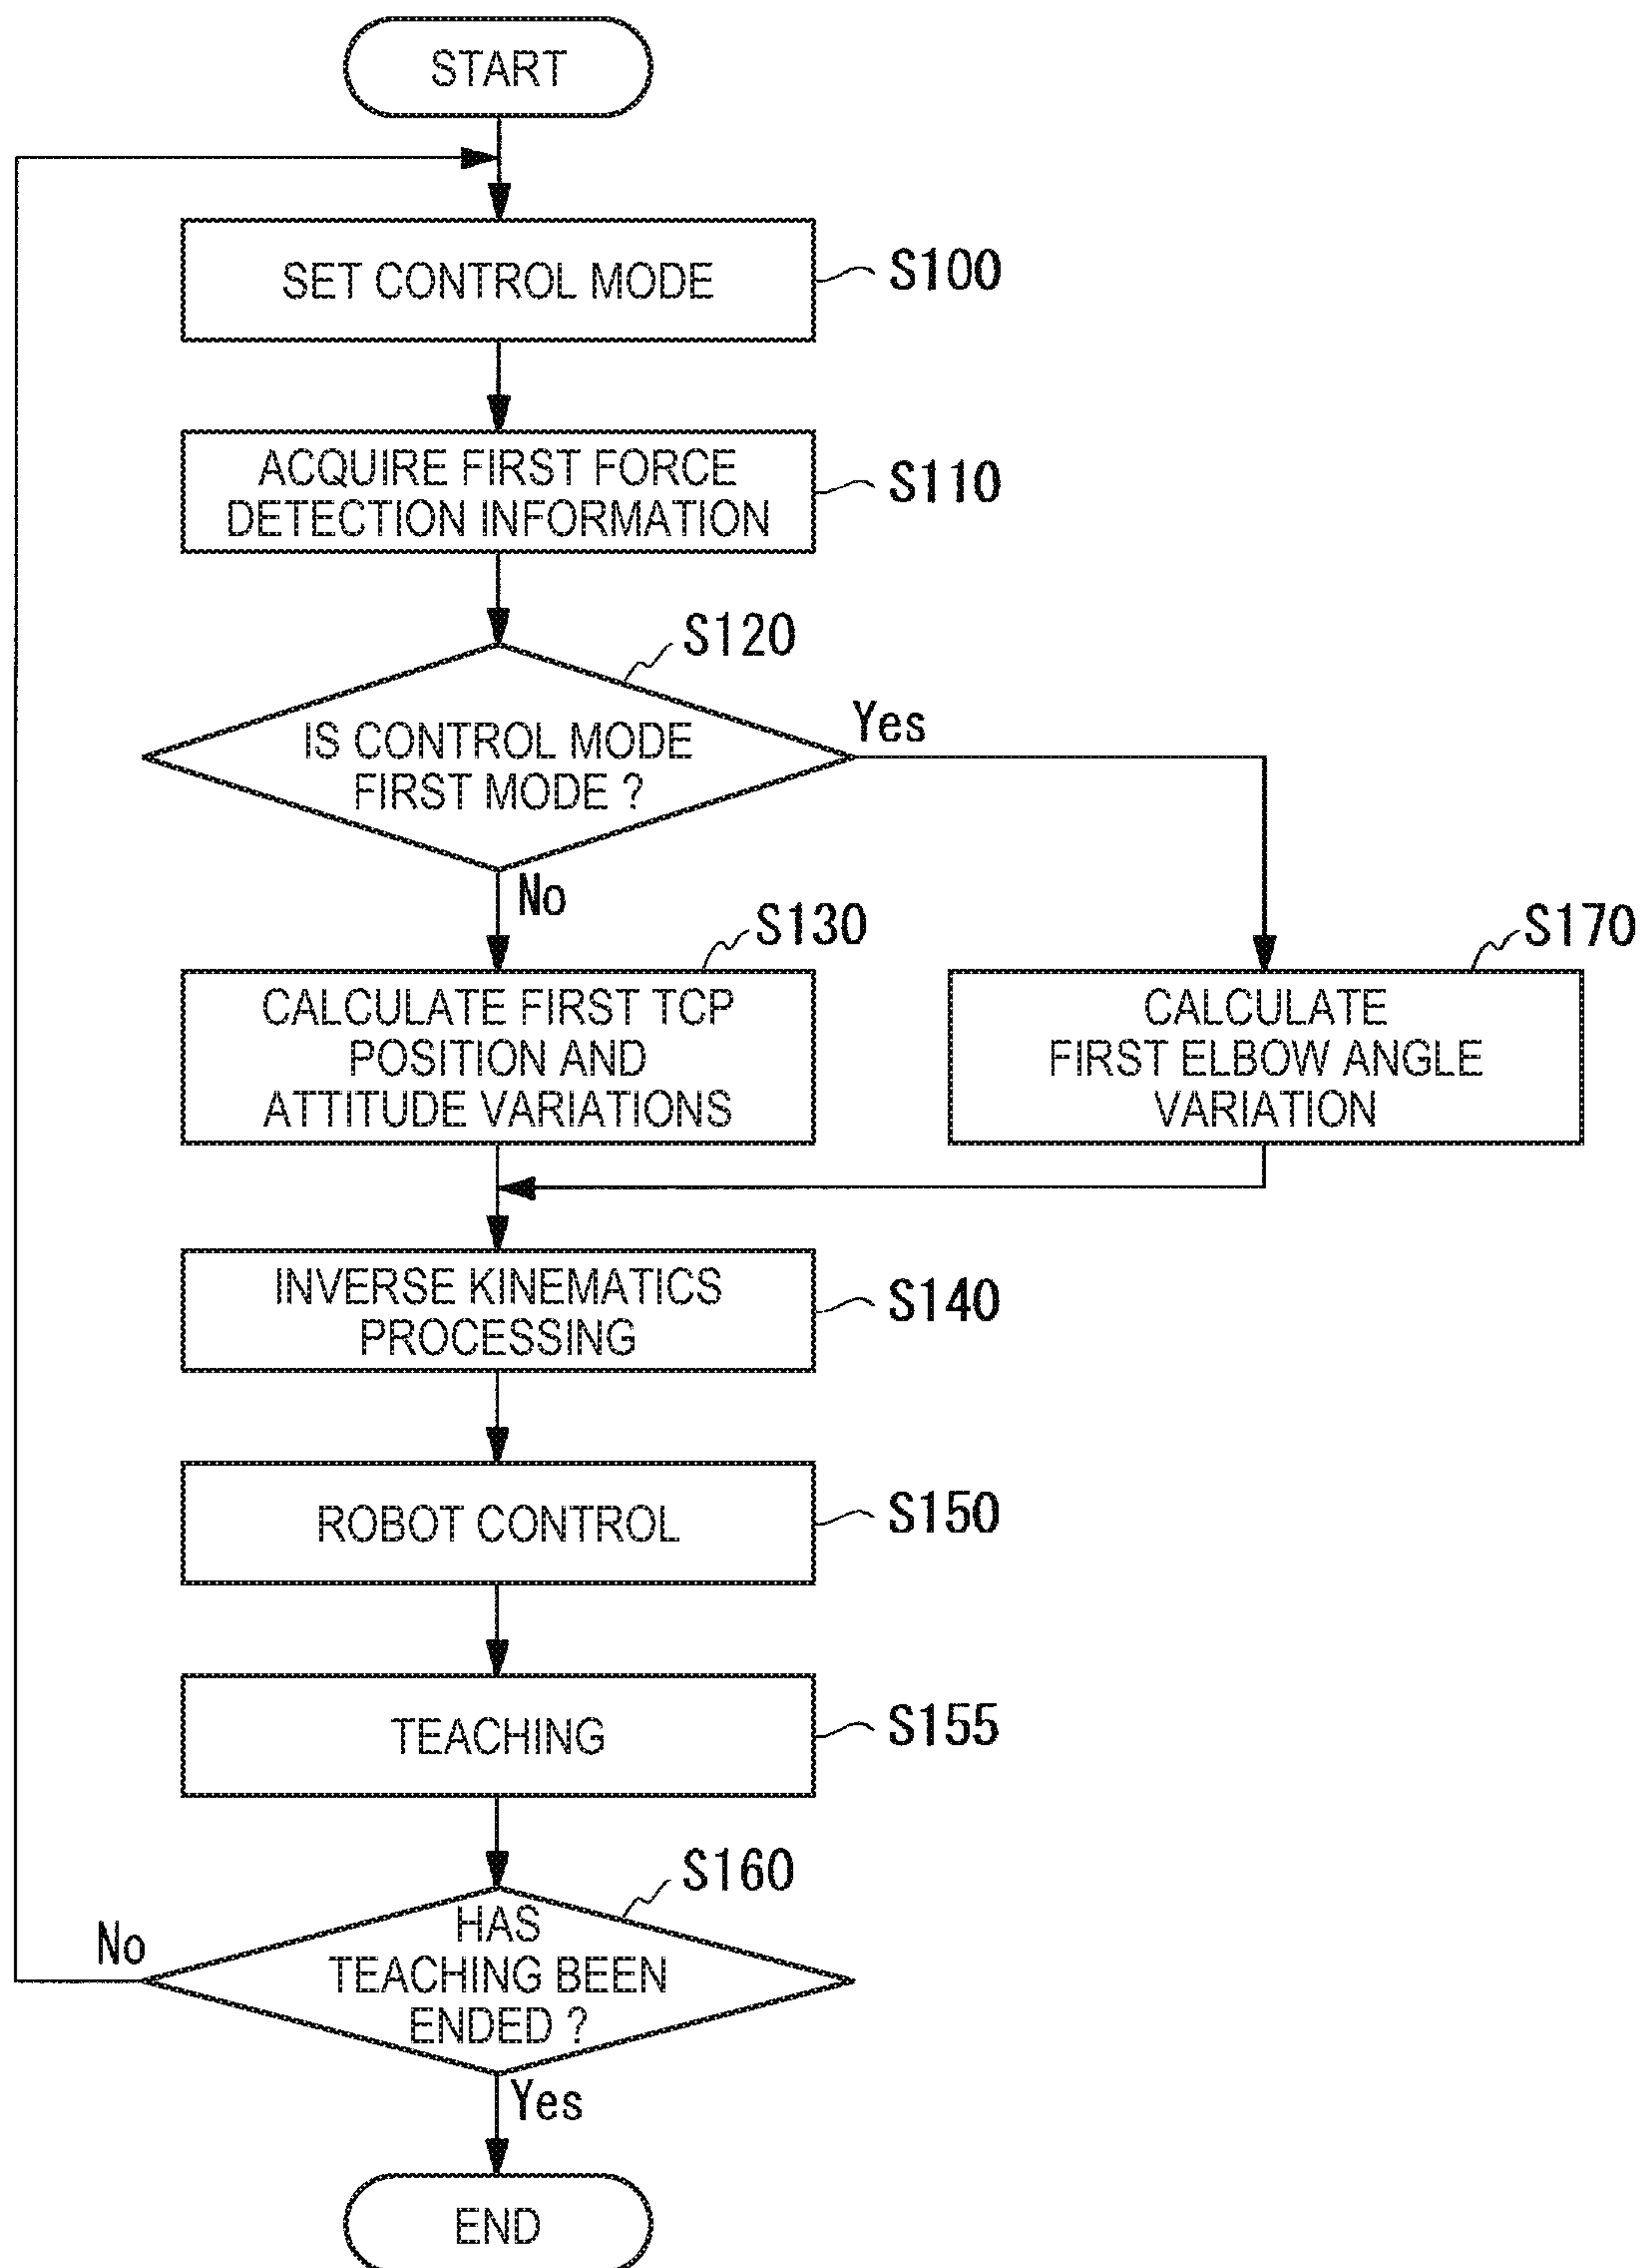 START
SET CONTROL MODE
S100
ACQUIRE FIRST FORCE
DETECTION INFORMATION
S110
S120
IS CONTROL MODE
FIRST MODE ?
Yes
No
S130
CALCULATE FIRST TCP
POSITION AND
ATTITUDE VARIATIONS
S170
CALCULATE
FIRST ELBOW ANGLE
VARIATION
INVERSE KINEMATICS
PROCESSING
S140
ROBOT CONTROL
S150
TEACHING
S155
S160
HAS
TEACHING BEEN
ENDED ?
No
Yes
END